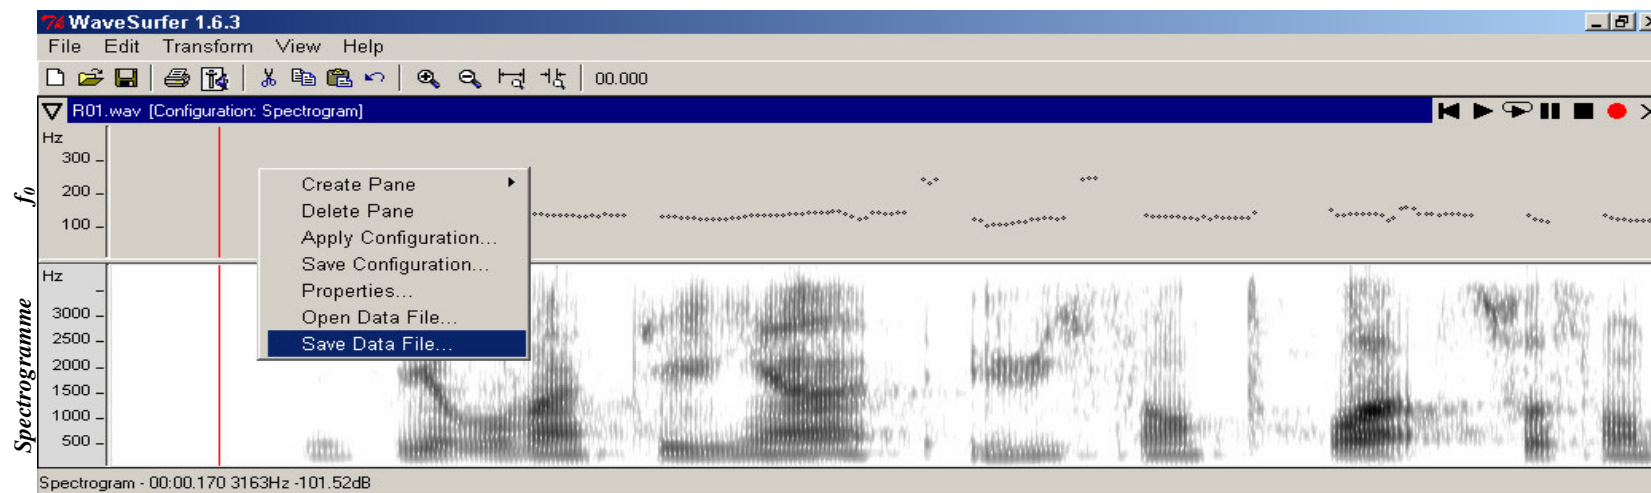 WaveSurfer 1.6.3
File Edit Transform View Help
00.000
R01.wav [Configuration: Spectrogram]
Hz
300
200
100
f0
Create Pane
Delete Pane
Apply Configuration...
Save Configuration...
Properties...
Open Data File...
Save Data File...
Hz
3000
2500
2000
1500
1000
500
Spectrogramme
Spectrogram - 00:00.170 3163Hz -101.52dB